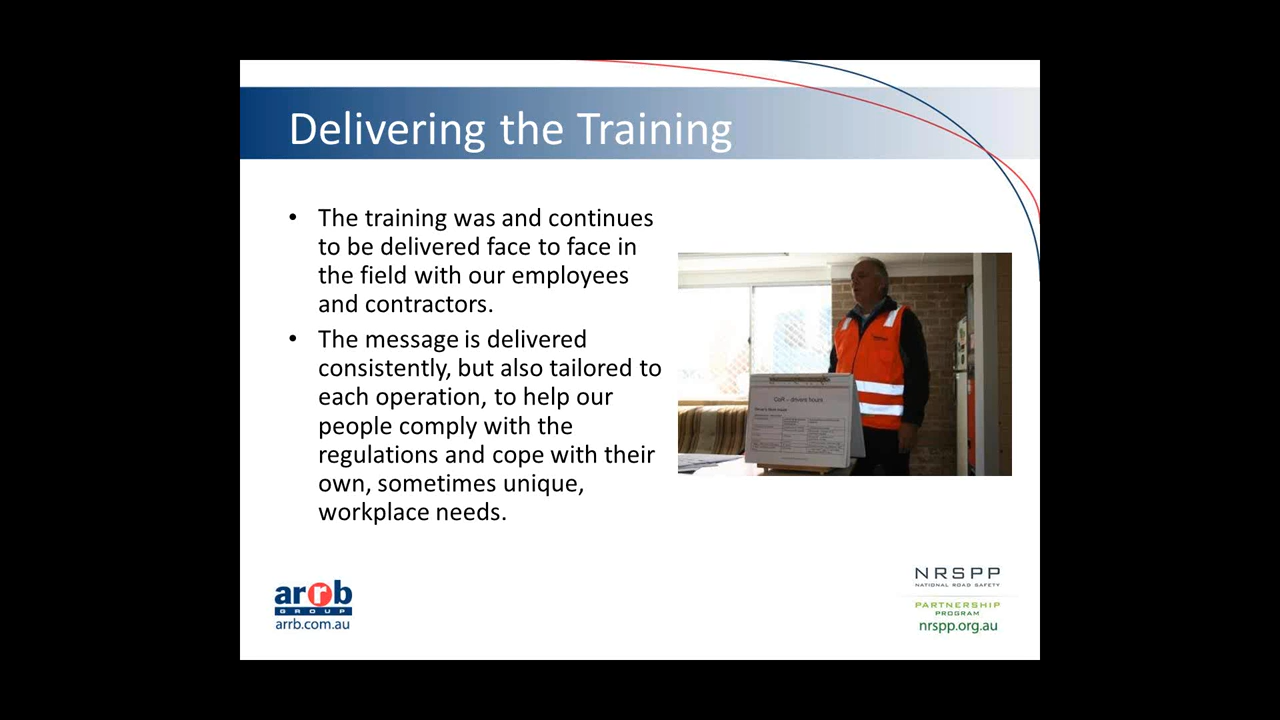 Delivering the Training
• The training was and continues
to be delivered face to face in
the field with our employees
and contractors.
• The message is delivered
consistently, but also tailored to
each operation, to help our
people comply with the
regulations and cope with their
own, sometimes unique,
workplace needs.
CoR - drivers hours
arrb
GROUP
arrb.com.au
NRSPP
NATIONAL ROAD SAFETY
PARTNERSHIP
PROGRAM
nrspp.org.au